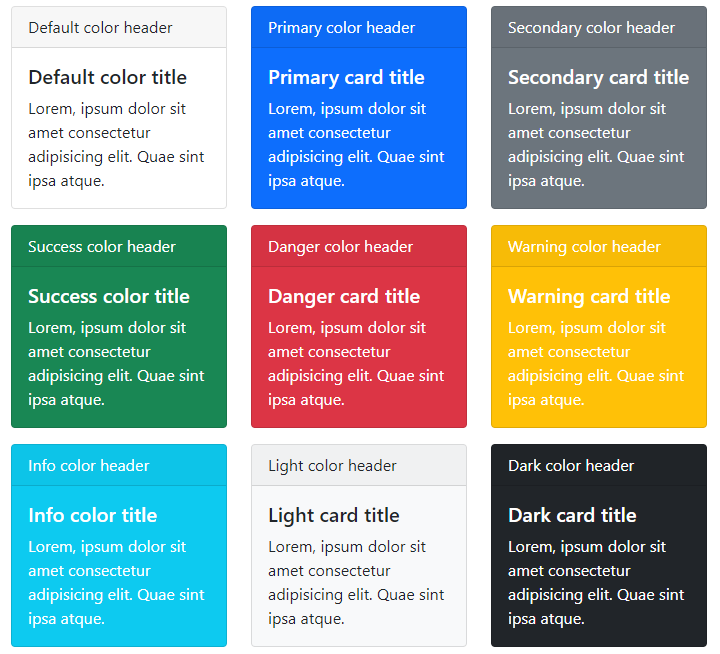 Default color header
Default color title
Lorem, ipsum dolor sit
amet consectetur
adipisicing elit. Quae sint
ipsa atque.
Primary color header
Primary card title
Lorem, ipsum dolor sit
amet consectetur
adipisicing elit. Quae sint
ipsa atque.
Secondary color header
Secondary card title
Lorem, ipsum dolor sit
amet consectetur
adipisicing elit. Quae sint
ipsa atque.
Success color header
Success color title
Lorem, ipsum dolor sit
amet consectetur
adipisicing elit. Quae sint
ipsa atque.
Danger color header
Danger card title
Lorem, ipsum dolor sit
amet consectetur
adipisicing elit. Quae sint
ipsa atque.
Warning color header
Warning card title
Lorem, ipsum dolor sit
amet consectetur
adipisicing elit. Quae sint
ipsa atque.
Info color header
Info color title
Lorem, ipsum dolor sit
amet consectetur
adipisicing elit. Quae sint
ipsa atque.
Light color header
Light card title
Lorem, ipsum dolor sit
amet consectetur
adipisicing elit. Quae sint
ipsa atque.
Dark color header
Dark card title
Lorem, ipsum dolor sit
amet consectetur
adipisicing elit. Quae sint
ipsa atque.